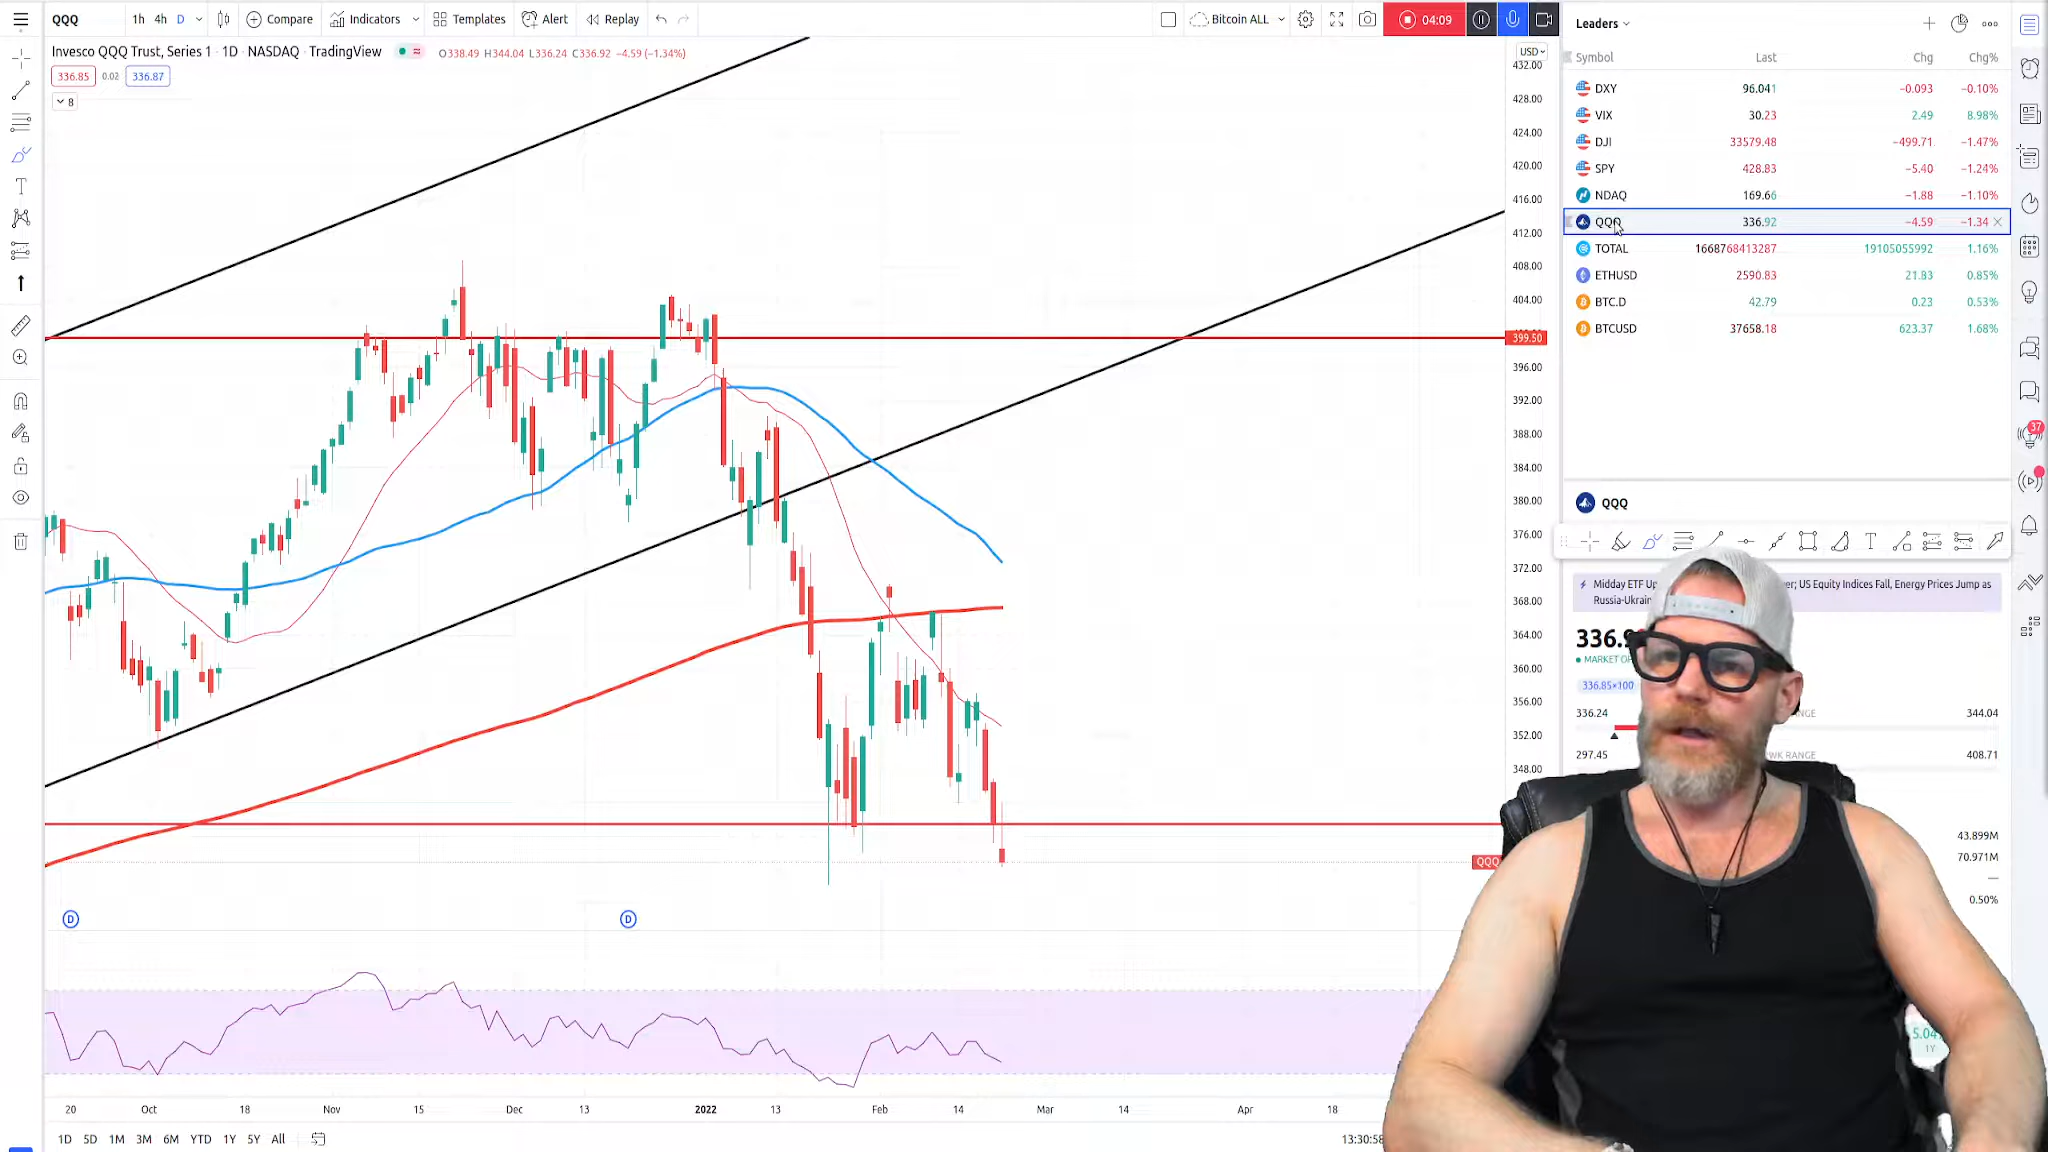 QQQ 1h 4h D Compare Indicators Templates Alert Replay Bitcoin ALL 04:09 Leaders
Invesco QQQ Trust, Series 1 · 1D · NASDAQ · TradingView O338.49 H344.04 L336.24 C336.92 −4.59 (−1.34%)
336.85 0.02 336.87
8
USD
432.00
428.00
424.00
420.00
416.00
412.00
408.00
404.00
399.50
396.00
392.00
388.00
384.00
380.00
376.00
372.00
368.00
364.00
360.00
356.00
352.00
348.00
QQQ
D D
20 Oct 18 Nov 15 Dec 13 2022 13 Feb 14 Mar 14 Apr 18
1D 5D 1M 3M 6M YTD 1Y 5Y All 13:30:58
Symbol Last Chg Chg%
DXY 96.041 −0.093 −0.10%
VIX 30.23 2.49 8.98%
DJI 33579.48 −499.71 −1.47%
SPY 428.83 −5.40 −1.24%
NDAQ 169.66 −1.88 −1.10%
QQQ 336.92 −4.59 −1.34
TOTAL 1668768413287 19105055992 1.16%
ETHUSD 2590.83 21.83 0.85%
BTC.D 42.79 0.23 0.53%
BTCUSD 37658.18 623.37 1.68%
37
QQQ
Midday ETF US Equity Indices Fall, Energy Prices Jump as
336.9
MARKET
336.85×100
336.24 344.04
297.45 RANGE 408.71
43.899M
70.971M
—
0.50%
1Y